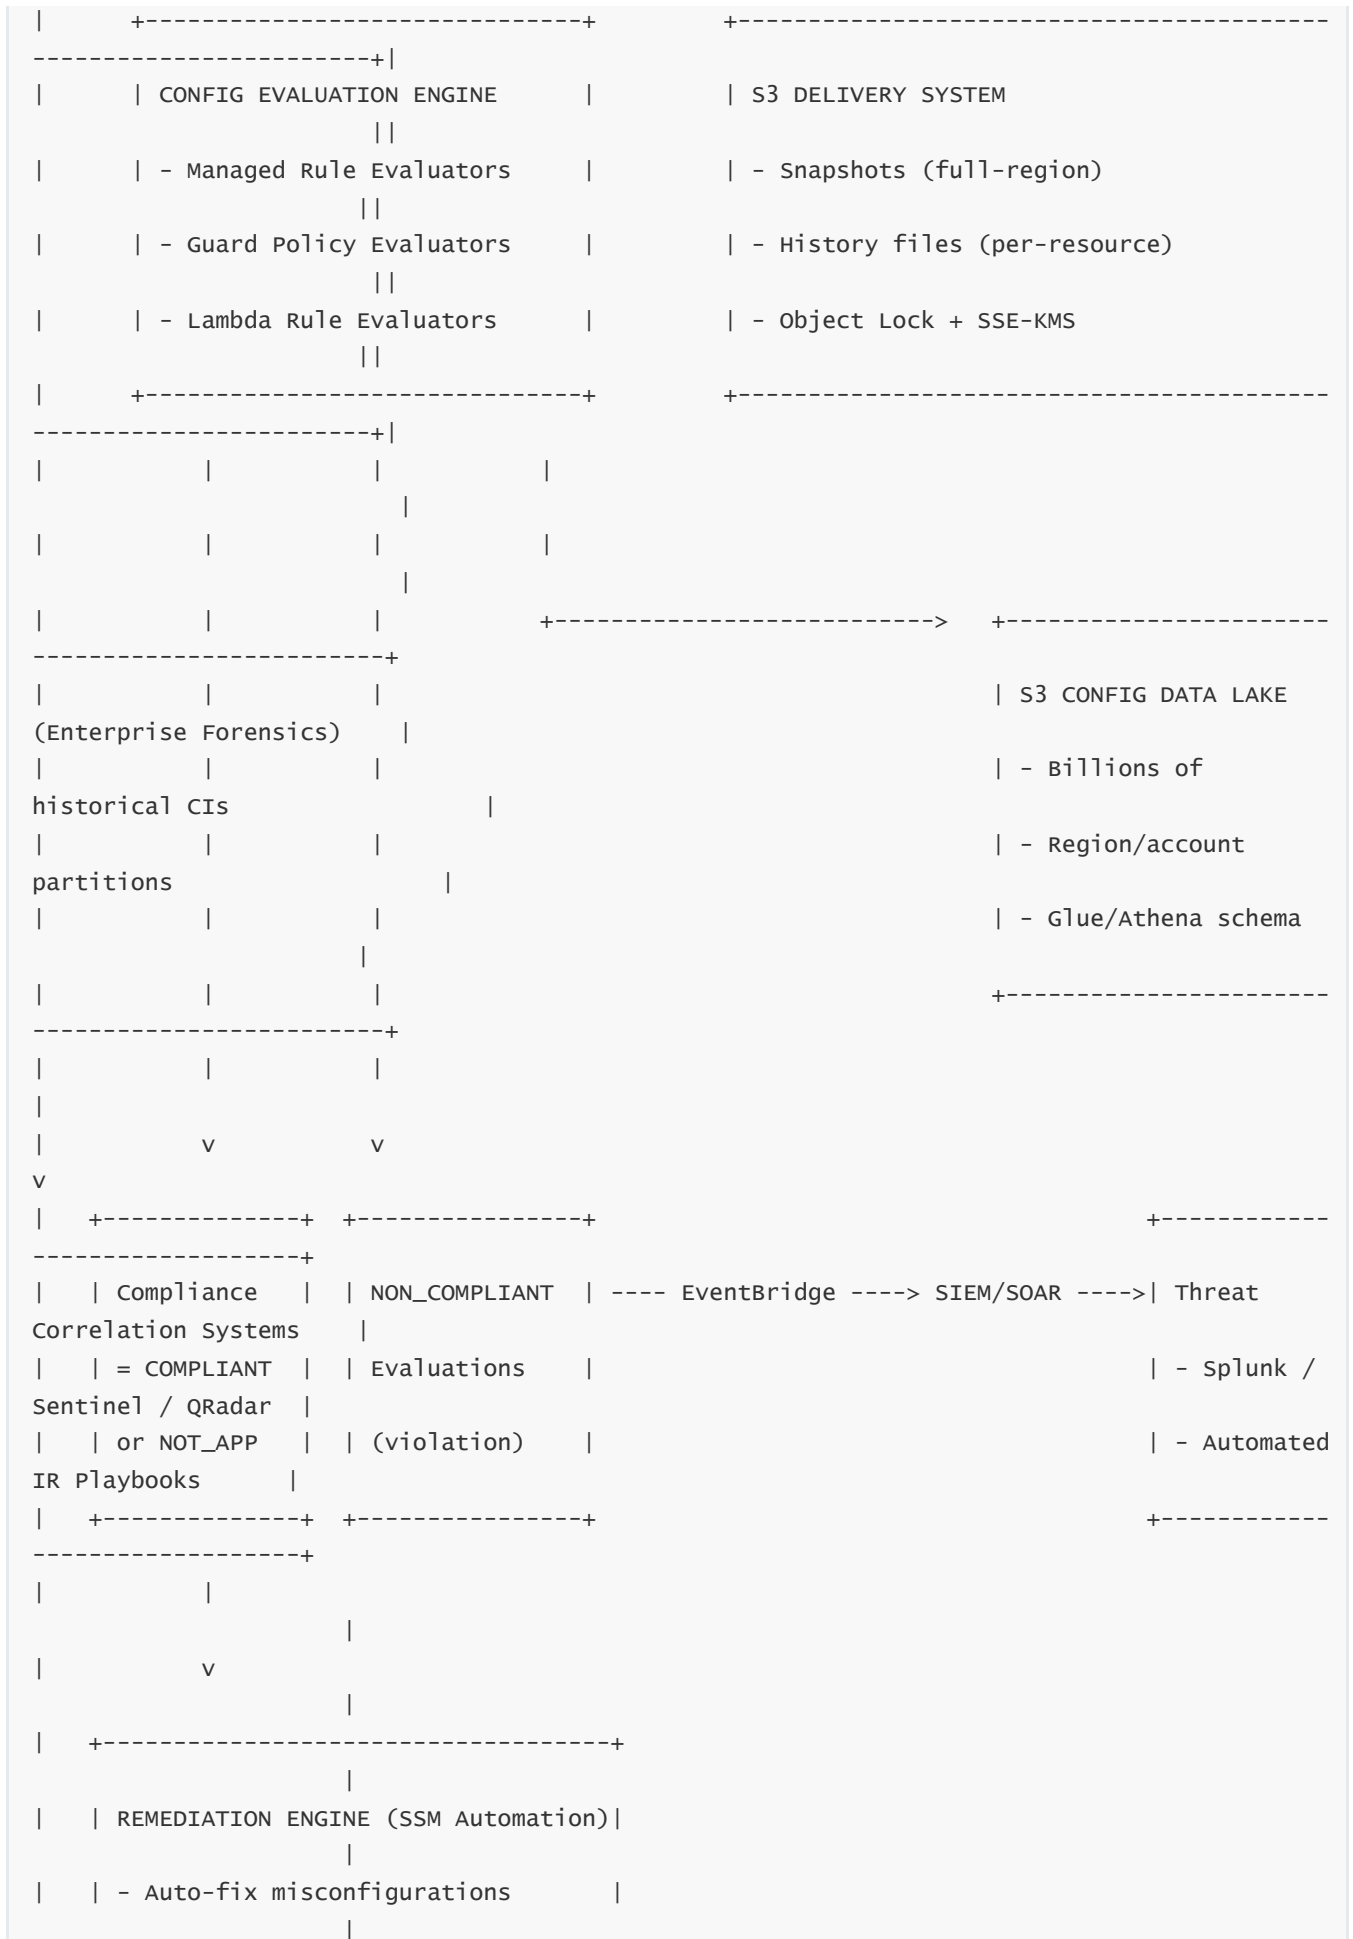 |      +-------------------------------+         +------------------------------------------
------------------------+|
|      | CONFIG EVALUATION ENGINE      |         | S3 DELIVERY SYSTEM
                        ||
|      | - Managed Rule Evaluators     |         | - Snapshots (full-region)
                       ||
|      | - Guard Policy Evaluators     |         | - History files (per-resource)
                        ||
|      | - Lambda Rule Evaluators      |         | - Object Lock + SSE-KMS
                       ||
|      +-------------------------------+         +------------------------------------------
------------------------+|
|           |           |           |
                          |
|           |           |           |
                          |
|           |           |           +--------------------------->   +-----------------------
-------------------------+
|           |           |                                           | S3 CONFIG DATA LAKE
(Enterprise Forensics)    |
|           |           |                                           | - Billions of
historical CIs                  |
|           |           |                                           | - Region/account
partitions                   |
|           |           |                                           | - Glue/Athena schema
                       |
|           |           |                                           +-----------------------
-------------------------+
|           |           |
|
|           v           v
v
|   +---------------+  +----------------+                                       +------------
-------------------+
|   | Compliance   |  | NON_COMPLIANT  | ---- EventBridge ----> SIEM/SOAR ---->| Threat
Correlation Systems    |
|   | = COMPLIANT  |  | Evaluations    |                                       | - Splunk /
Sentinel / QRadar  |
|   | or NOT_APP   |  | (violation)    |                                       | - Automated
IR Playbooks      |
|   +---------------+  +----------------+                                       +------------
-------------------+
|           |
                      |
|           v
                      |
|   +------------------------------------+
                      |
|   | REMEDIATION ENGINE (SSM Automation)|
                      |
|   | - Auto-fix misconfigurations       |
                      |